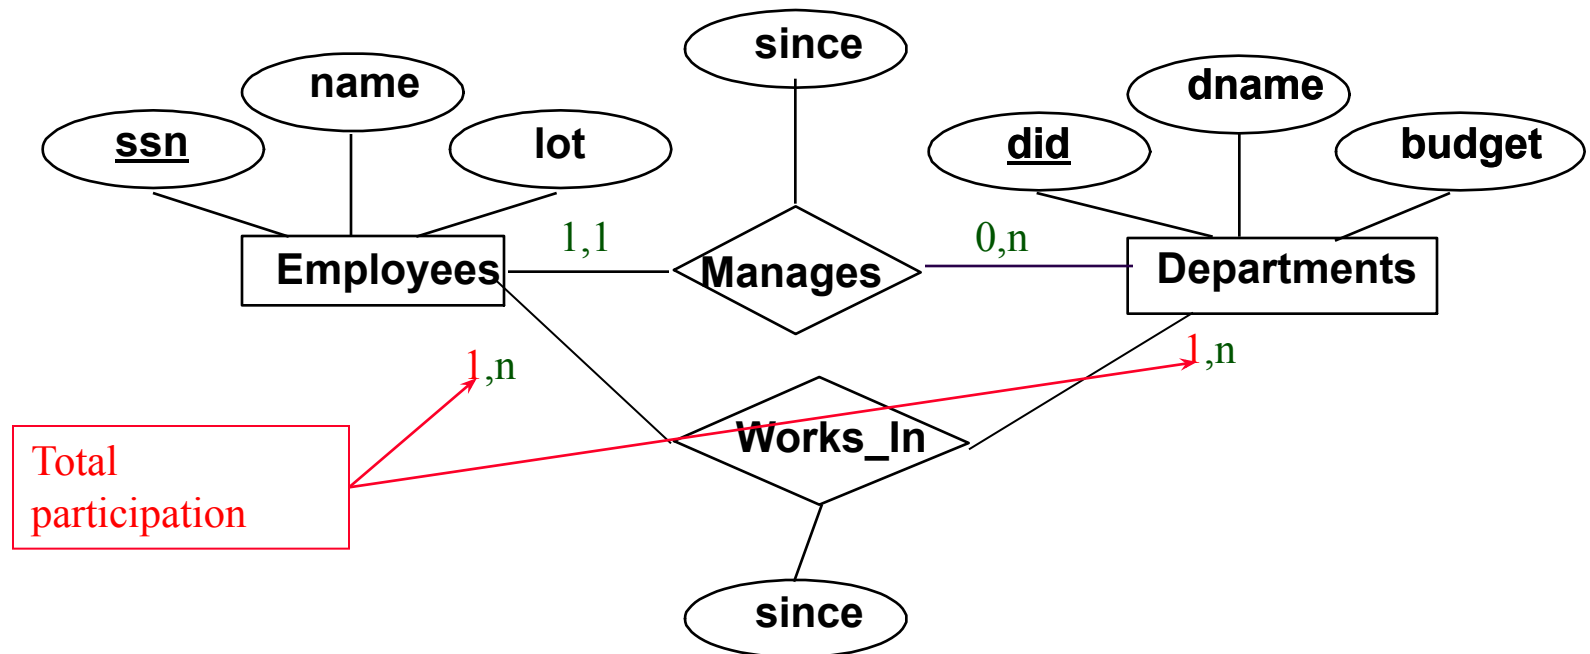 since
name
dname
ssn
lot
did
budget
1,1
0,n
Employees
Manages
Departments
1,n
1,n
Works_In
Total
participation
since